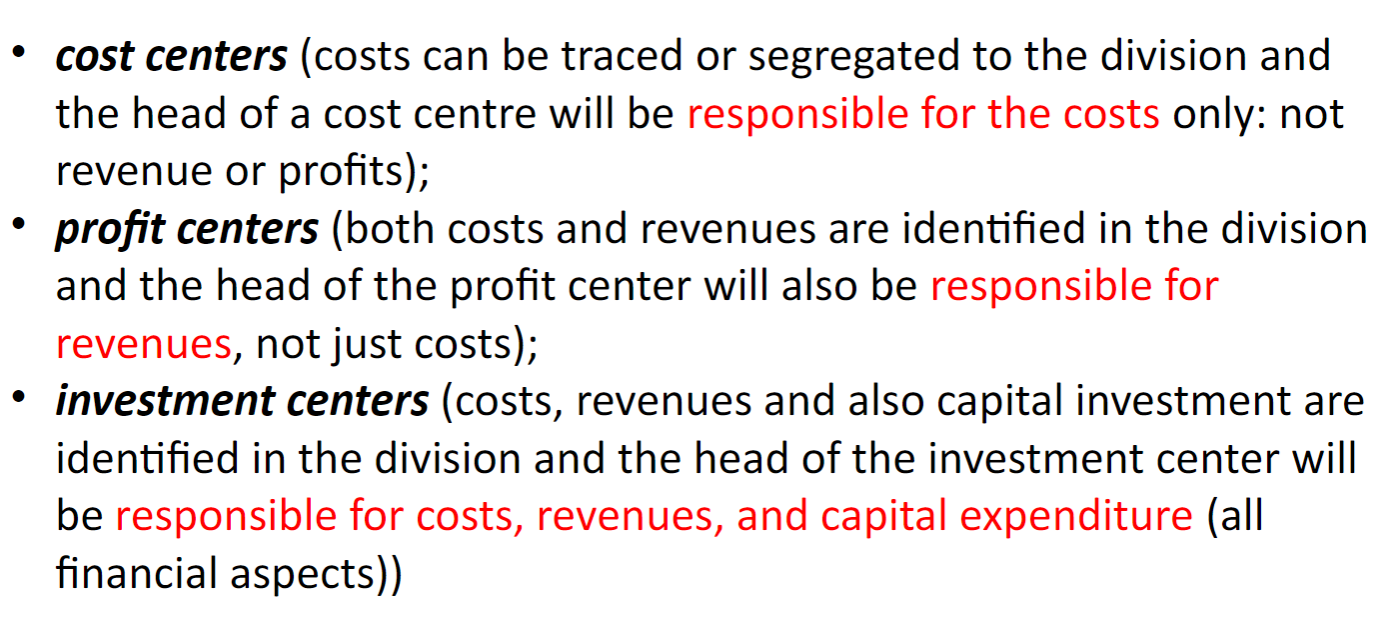 • cost centers (costs can be traced or segregated to the division and
the head of a cost centre will be responsible for the costs only: not
revenue or profits);
• profit centers (both costs and revenues are identified in the division
and the head of the profit center will also be responsible for
revenues, not just costs);
• investment centers (costs, revenues and also capital investment are
identified in the division and the head of the investment center will
be responsible for costs, revenues, and capital expenditure (all
financial aspects))